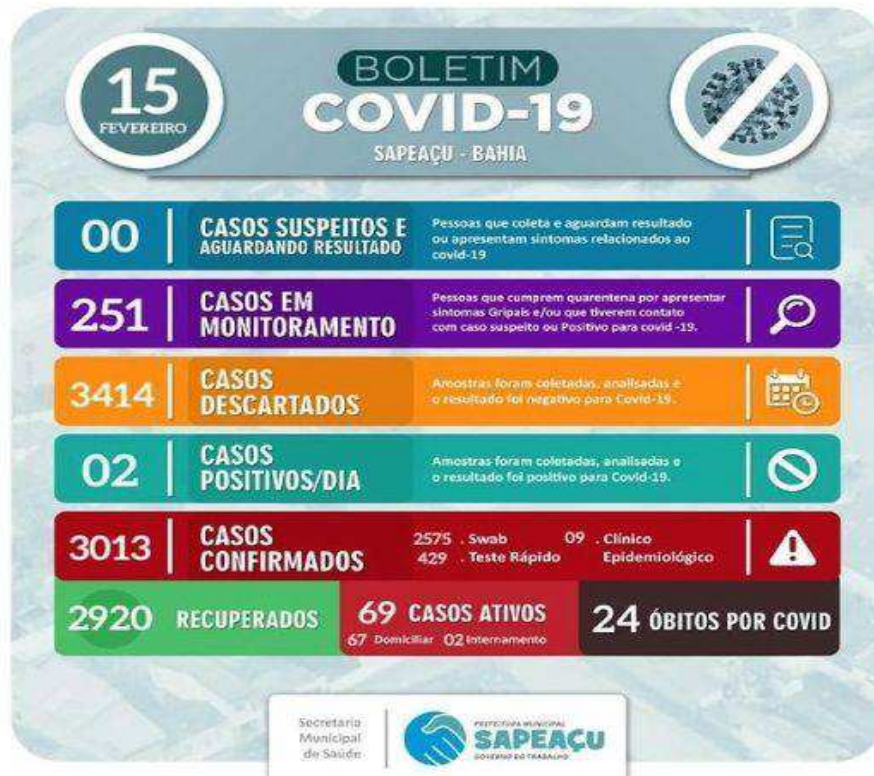 15
FEVEREIRO
BOLETIM
COVID-19
SAPEAÇU - BAHIA
00
CASOS SUSPEITOS E
AGUARDANDO RESULTADO
Pessoas que coleta e aguardam resultado
ou apresentam sintomas relacionados ao
covid-19
251
CASOS EM
MONITORAMENTO
Pessoas que cumprem quarentena por apresentar
sintomas Gripais e/ou que tiverem contato
com caso suspeito ou Positivo para covid -19.
3414
CASOS
DESCARTADOS
Amostras foram coletadas, analisadas e
o resultado foi negativo para Covid-19.
02
CASOS
POSITIVOS/DIA
Amostras foram coletadas, analisadas e
o resultado foi positivo para Covid-19.
3013
CASOS
CONFIRMADOS
2575 . Swab
429 . Teste Rápido
09 . Clínico
Epidemiológico
2920 RECUPERADOS
69 CASOS ATIVOS
67 Domiciliar 02 Internamento
24 ÓBITOS POR COVID
Secretaria
Municipal
de Saúde
PREFEITURA MUNICIPAL
SAPEAÇU
GOVERNO DO TRABALHO